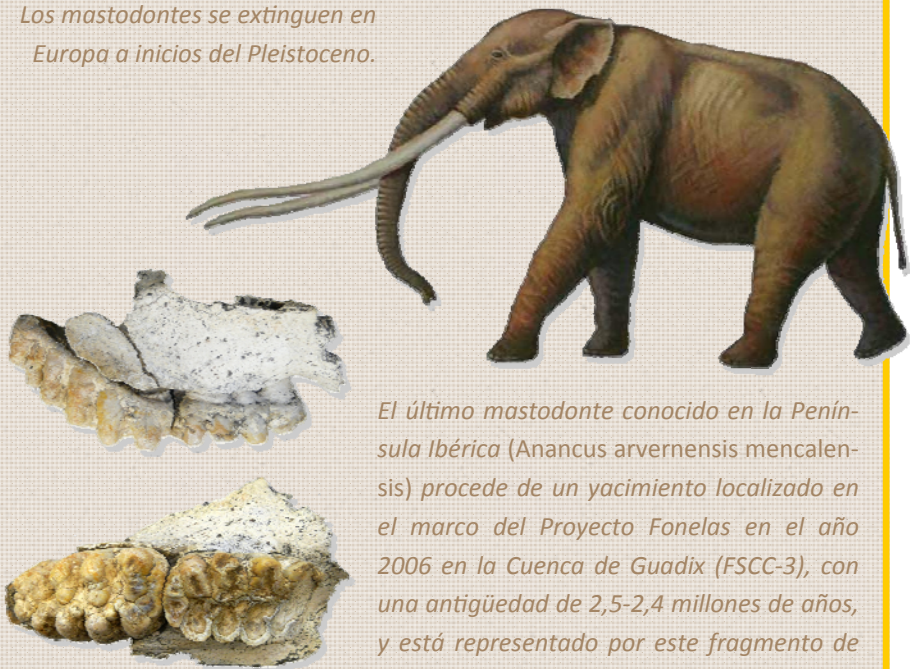 Los mastodontes se extinguen en
Europa a inicios del Pleistoceno.
El último mastodonte conocido en la Penín-
sula Ibérica (Anancus arvernensis mencalen-
sis) procede de un yacimiento localizado en
el marco del Proyecto Fonelas en el año
2006 en la Cuenca de Guadix (FSCC-3), con
una antigüedad de 2,5-2,4 millones de años,
y está representado por este fragmento de